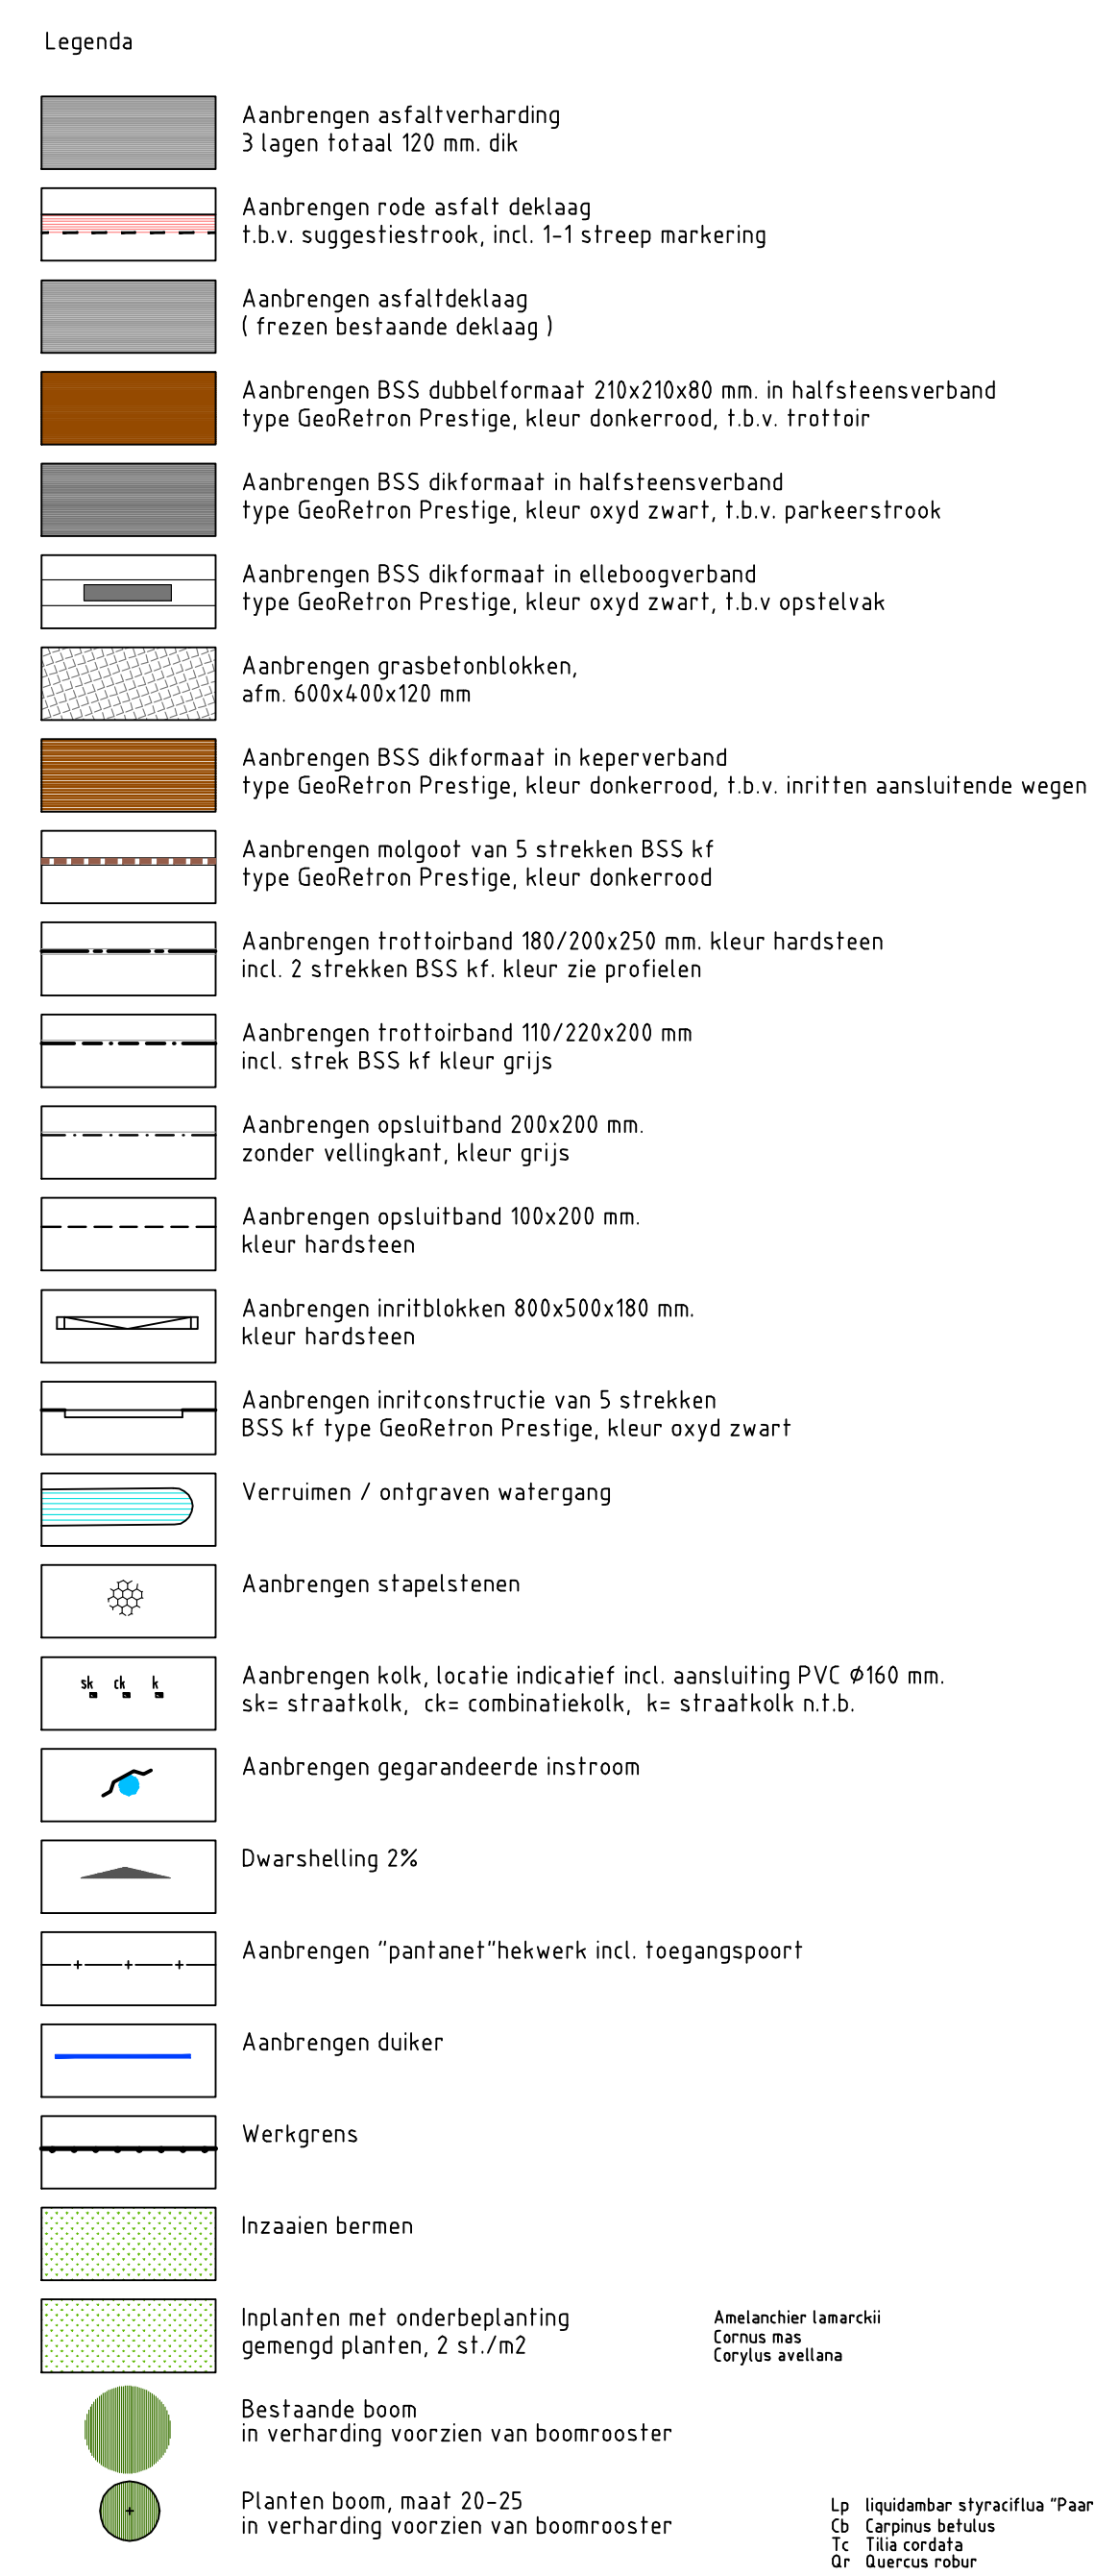 Legenda
Aanbrengen asfaltverharding
3 lagen totaal 120 mm. dik
Aanbrengen rode asfalt deklaag
t.b.v. suggestiestrook, incl. 1-1 streep markering
Aanbrengen asfaltdeklaag
( frezen bestaande deklaag )
Aanbrengen BSS dubbelformaat 210x210x80 mm. in halfsteensverband
type GeoRetron Prestige, kleur donkerrood, t.b.v. trottoir
Aanbrengen BSS dikformaat in halfsteensverband
type GeoRetron Prestige, kleur oxyd zwart, t.b.v. parkeerstrook
Aanbrengen BSS dikformaat in elleboogverband
type GeoRetron Prestige, kleur oxyd zwart, t.b.v opstelvak
Aanbrengen grasbetonblokken,
afm. 600x400x120 mm
Aanbrengen BSS dikformaat in keperverband
type GeoRetron Prestige, kleur donkerrood, t.b.v. inritten aansluitende wegen
Aanbrengen molgoot van 5 strekken BSS kf
type GeoRetron Prestige, kleur donkerrood
Aanbrengen trottoirband 180/200x250 mm. kleur hardsteen
incl. 2 strekken BSS kf. kleur zie profielen
Aanbrengen trottoirband 110/220x200 mm
incl. strek BSS kf kleur grijs
Aanbrengen opsluitband 200x200 mm.
zonder vellingkant, kleur grijs
Aanbrengen opsluitband 100x200 mm.
kleur hardsteen
Aanbrengen inritblokken 800x500x180 mm.
kleur hardsteen
Aanbrengen inritconstructie van 5 strekken
BSS kf type GeoRetron Prestige, kleur oxyd zwart
Verruimen / ontgraven watergang
Aanbrengen stapelstenen
sk ck k
Aanbrengen kolk, locatie indicatief incl. aansluiting PVC Ø160 mm.
sk= straatkolk, ck= combinatiekolk, k= straatkolk n.t.b.
Aanbrengen gegarandeerde instroom
Dwarshelling 2%
Aanbrengen "pantanet"hekwerk incl. toegangspoort
Aanbrengen duiker
Werkgrens
Inzaaien bermen
Inplanten met onderbeplanting
gemengd planten, 2 st./m2
Amelanchier lamarckii
Cornus mas
Corylus avellana
Bestaande boom
in verharding voorzien van boomrooster
Planten boom, maat 20-25
in verharding voorzien van boomrooster
Lp liquidambar styraciflua "Paar
Cb Carpinus betulus
Tc Tilia cordata
Qr Quercus robur